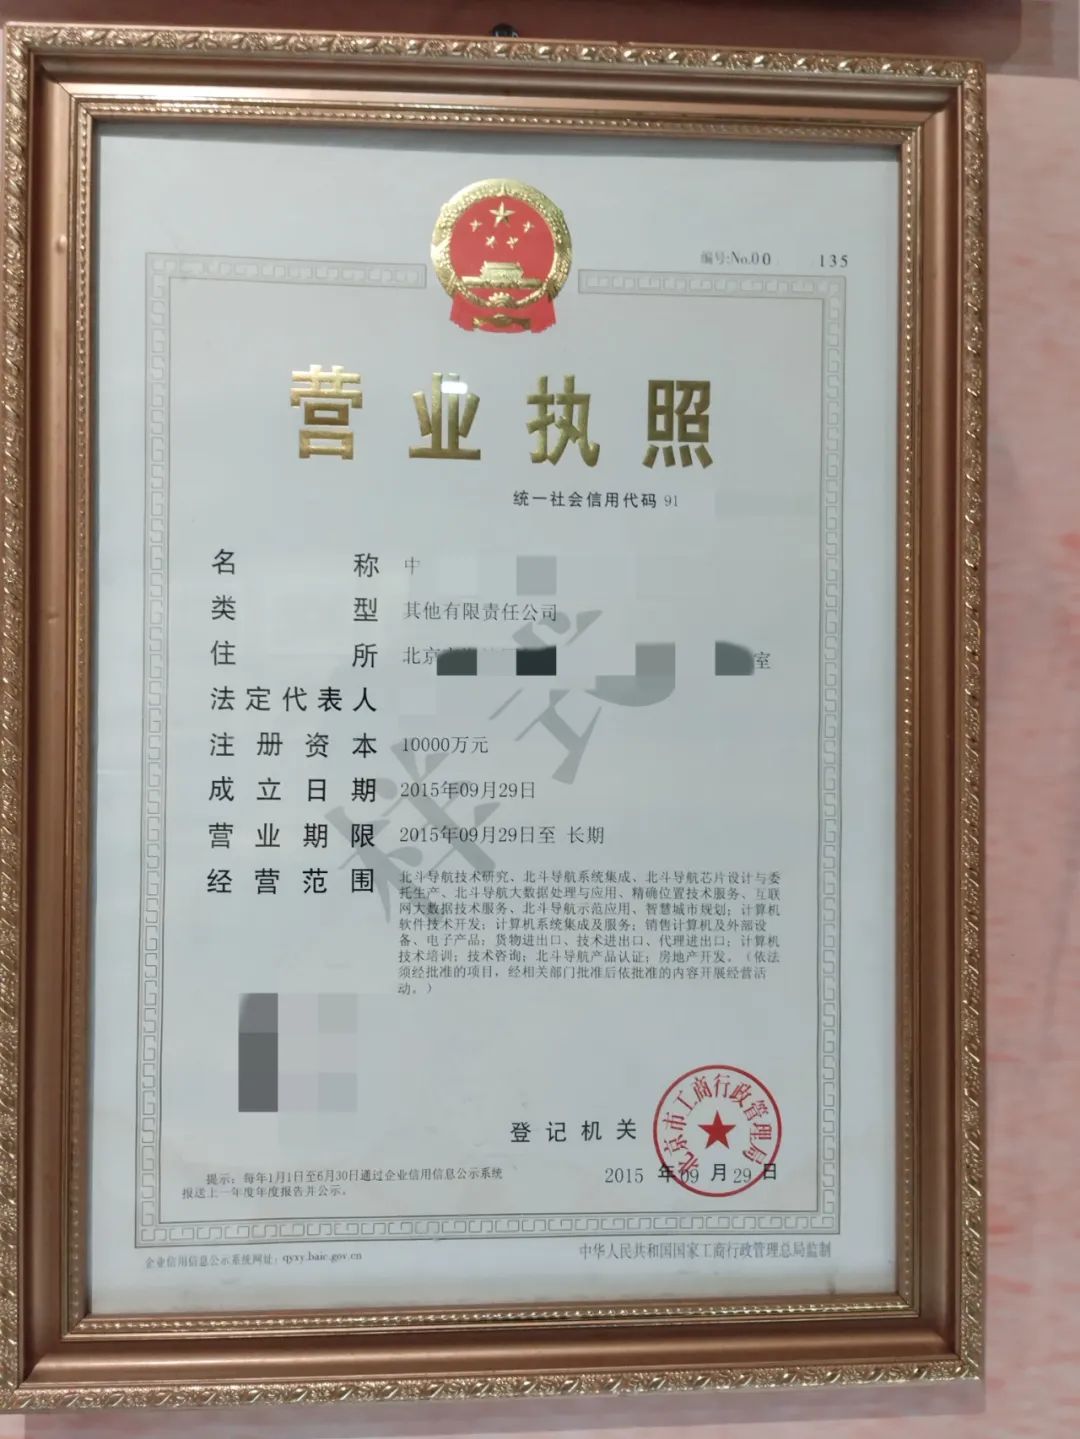 编号:No.00 135
营业执照
统一社会信用代码 91
名称 中
类型 其他有限责任公司
住所 北京 室
法定代表人
注册资本 10000万元
成立日期 2015年09月29日
营业期限 2015年09月29日至 长期
经营范围 北斗导航技术研究、北斗导航系统集成、北斗导航芯片设计与委
托生产、北斗导航大数据处理与应用、精确位置技术服务、互联
网大数据技术服务、北斗导航示范应用、智慧城市规划；计算机
软件技术开发；计算机系统集成及服务；销售计算机及外部设
备、电子产品；货物进出口、技术进出口、代理进出口；计算机
技术培训；技术咨询；北斗导航产品认证；房地产开发。（依法
须经批准的项目，经相关部门批准后依批准的内容开展经营活
动。）
样式
登记机关
北京市工商行政管理局
2015 年09 月29 日
提示：每年1月1日至6月30日通过企业信用信息公示系统
报送上一年度年度报告并公示。
企业信用信息公示系统网址：qyxy.baic.gov.cn
中华人民共和国国家工商行政管理总局监制